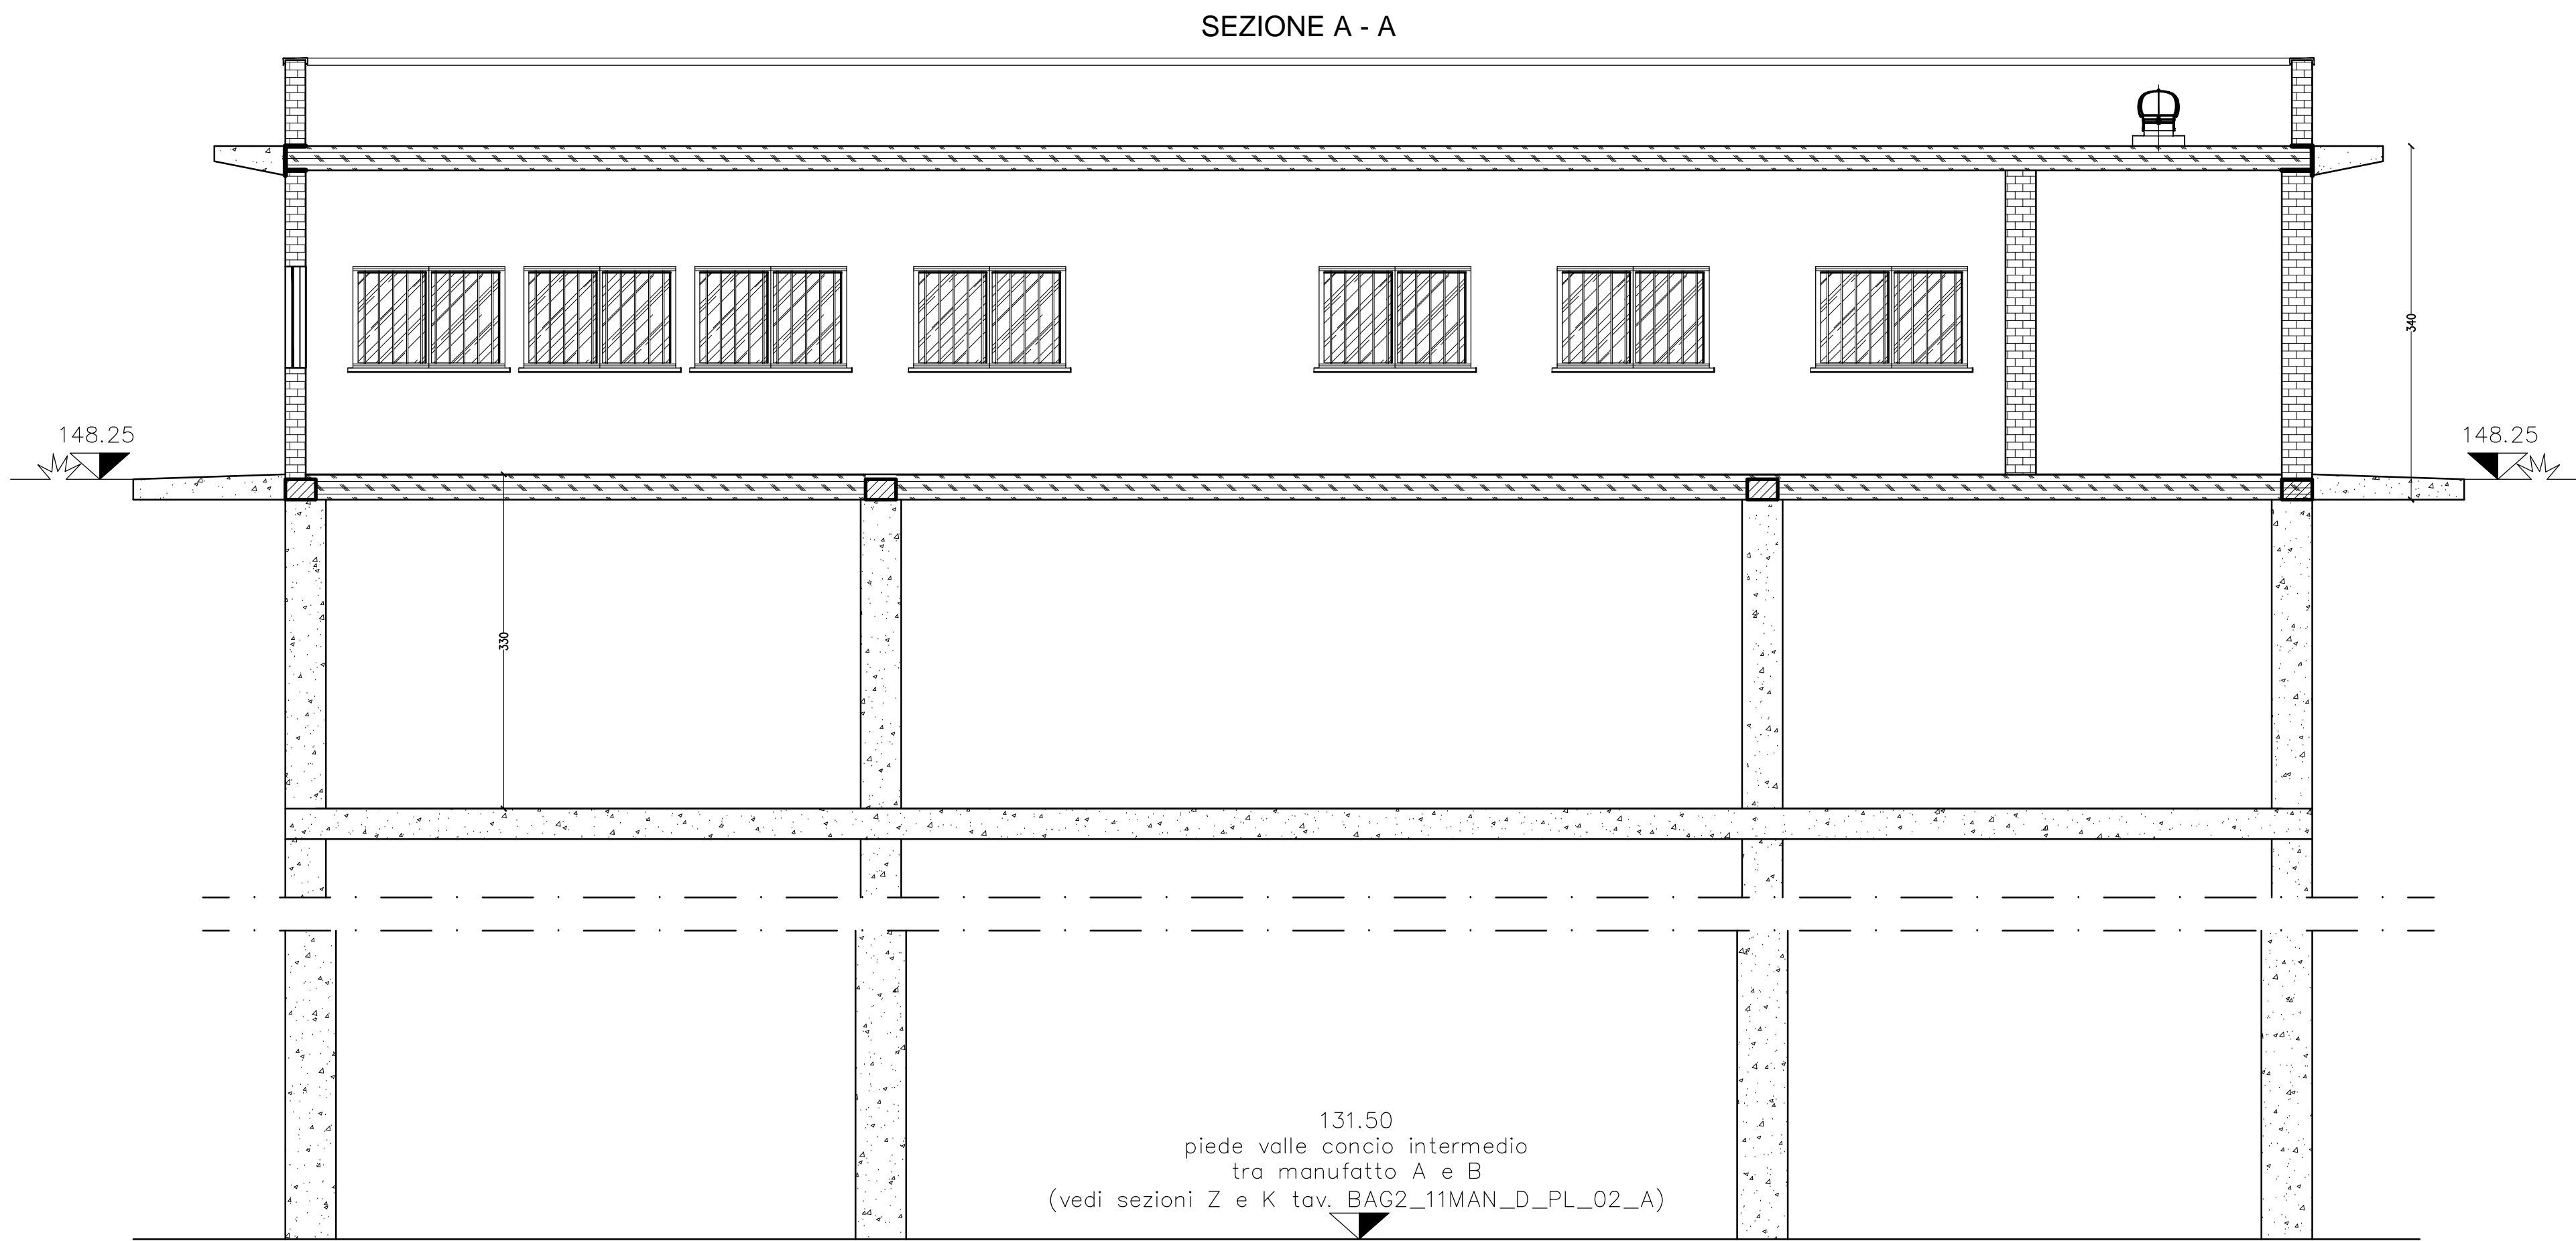 SEZIONE A - A
340
148.25
148.25
330
131.50
piede valle concio intermedio
tra manufatto A e B
(vedi sezioni Z e K tav. BAG2_11MAN_D_PL_02_A)